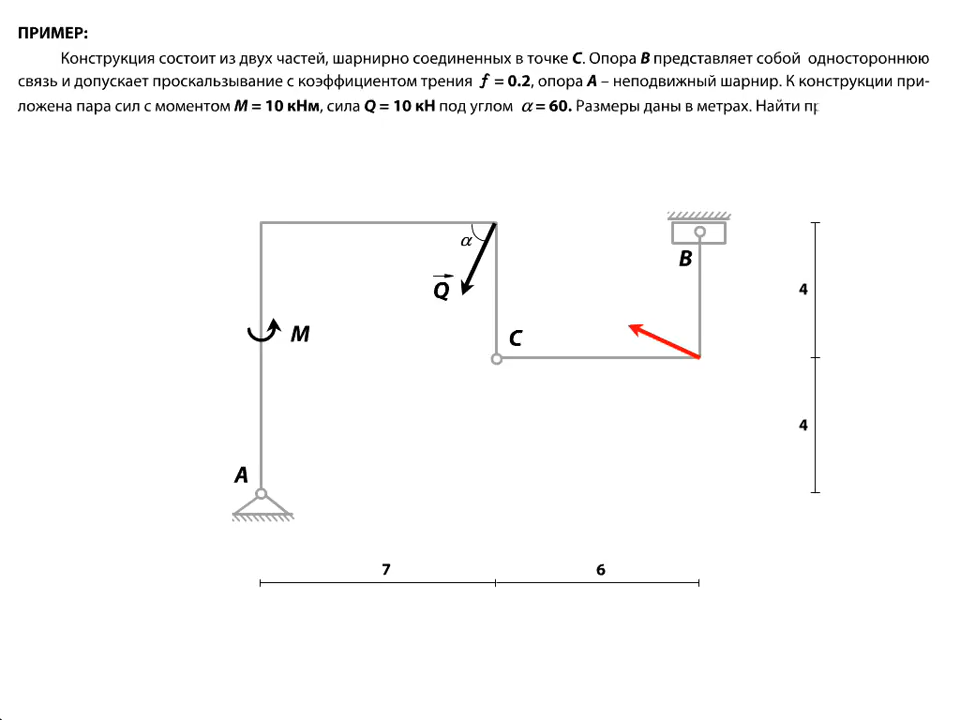 ПРИМЕР:
Конструкция состоит из двух частей, шарнирно соединенных в точке C. Опора B представляет собой одностороннюю
связь и допускает проскальзывание с коэффициентом трения f = 0.2, опора A – неподвижный шарнир. К конструкции при-
ложена пара сил с моментом M = 10 кНм, сила Q = 10 кН под углом α = 60. Размеры даны в метрах. Найти
α
B
Q
4
M
C
4
A
7
6